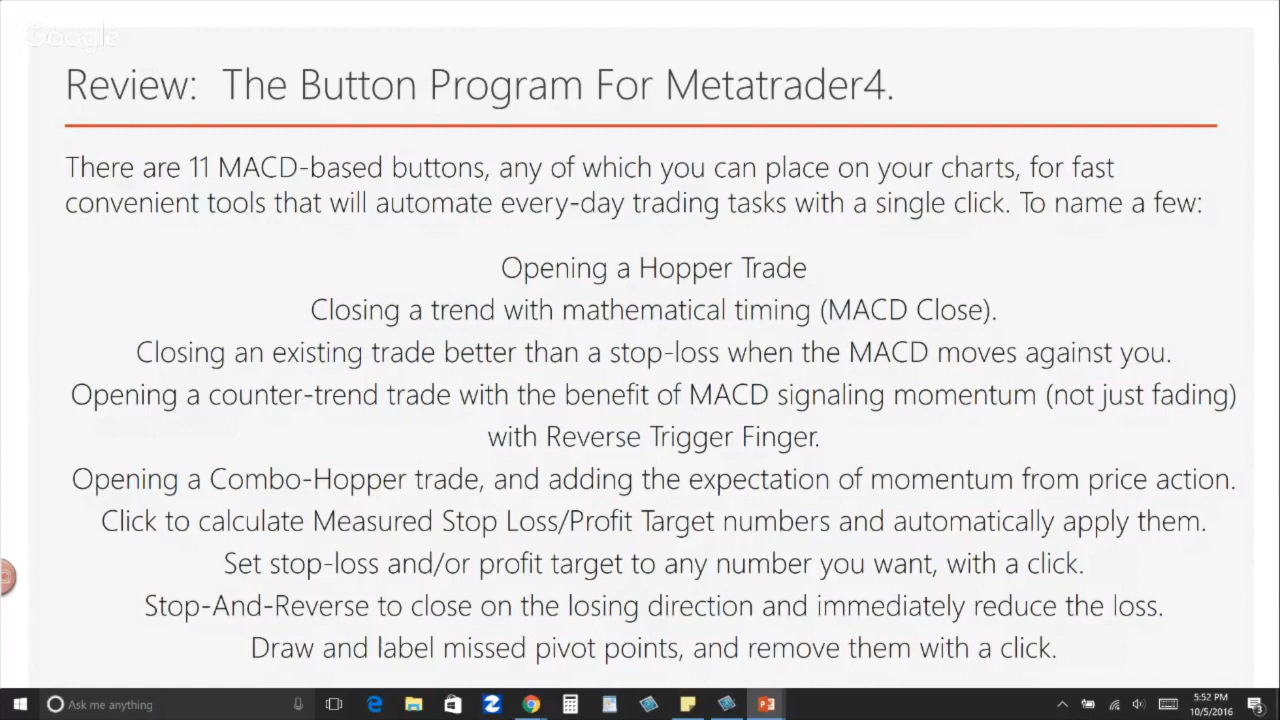 Google
Review: The Button Program For Metatrader4.
There are 11 MACD-based buttons, any of which you can place on your charts, for fast
convenient tools that will automate every-day trading tasks with a single click. To name a few:
Opening a Hopper Trade
Closing a trend with mathematical timing (MACD Close).
Closing an existing trade better than a stop-loss when the MACD moves against you.
Opening a counter-trend trade with the benefit of MACD signaling momentum (not just fading)
with Reverse Trigger Finger.
Opening a Combo-Hopper trade, and adding the expectation of momentum from price action.
Click to calculate Measured Stop Loss/Profit Target numbers and automatically apply them.
Set stop-loss and/or profit target to any number you want, with a click.
Stop-And-Reverse to close on the losing direction and immediately reduce the loss.
Draw and label missed pivot points, and remove them with a click.
Ask me anything
5:52 PM
10/5/2016
3